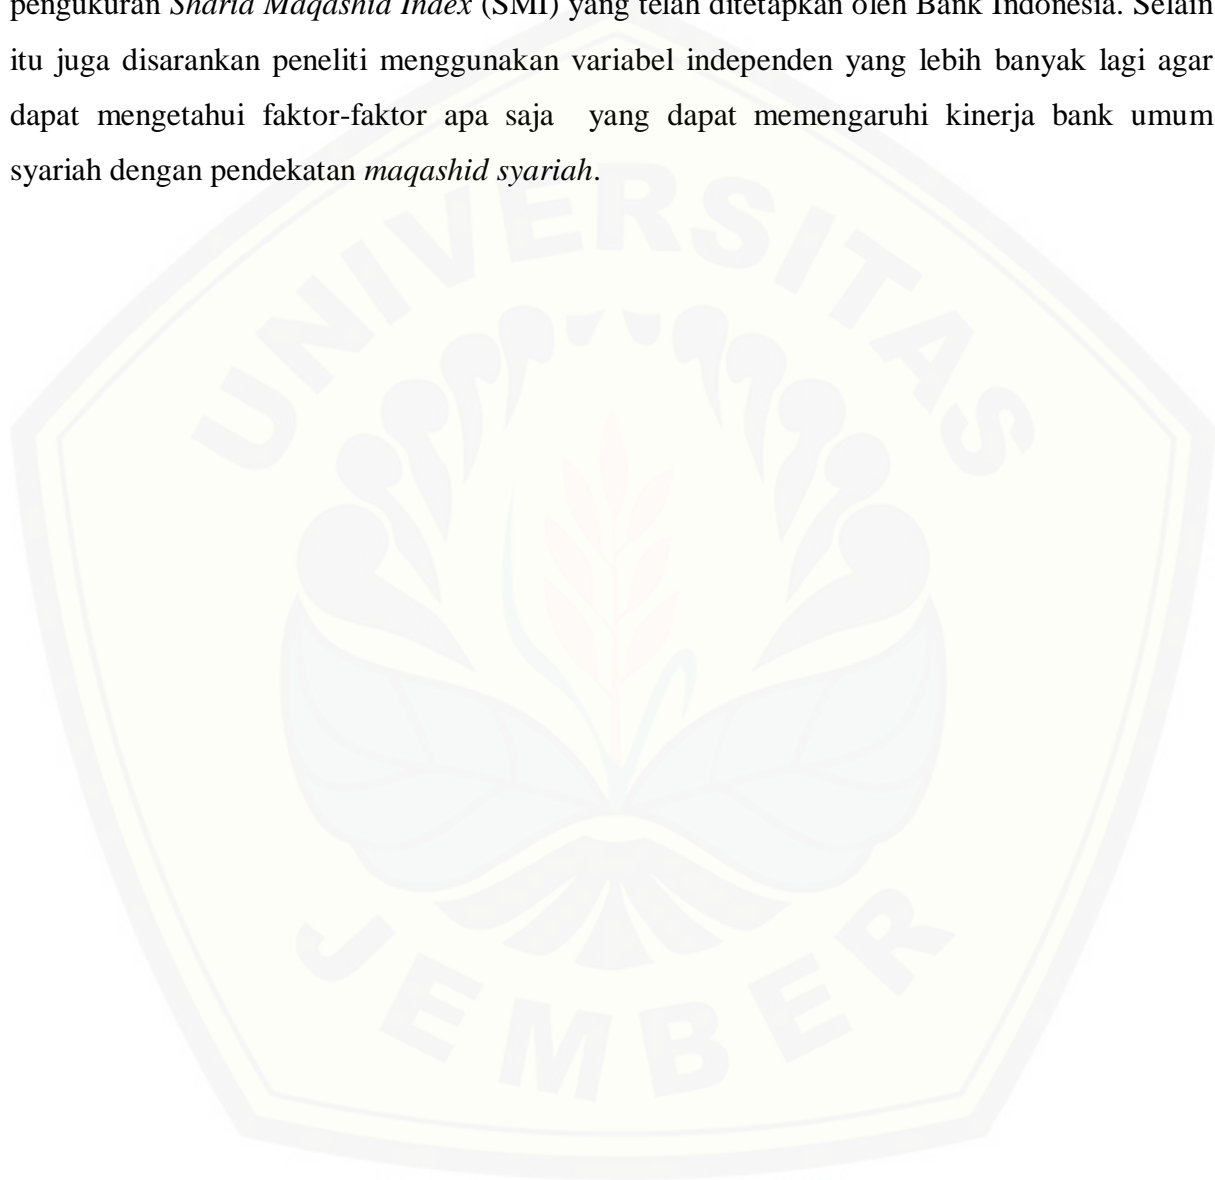 pengukuran Sharia Maqashid Index (SMI) yang telah ditetapkan oleh Bank Indonesia. Selain
itu juga disarankan peneliti menggunakan variabel independen yang lebih banyak lagi agar
dapat mengetahui faktor-faktor apa saja yang dapat memengaruhi kinerja bank umum
syariah dengan pendekatan maqashid syariah.
UNIVERSITAS
JEMBER